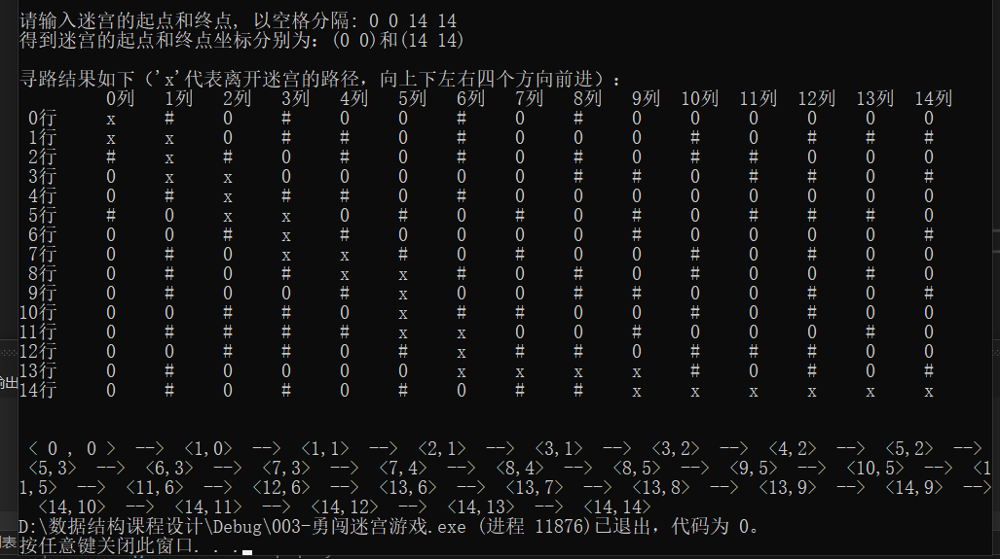 请输入迷宫的起点和终点, 以空格分隔: 0 0 14 14
得到迷宫的起点和终点坐标分别为: (0 0)和(14 14)
寻路结果如下（'x'代表离开迷宫的路径，向上下左右四个方向前进）:
0列 1列 2列 3列 4列 5列 6列 7列 8列 9列 10列 11列 12列 13列 14列
0行 x # 0 # 0 0 # 0 # 0 0 0 0 0 0
1行 x x 0 # # 0 # 0 0 0 # 0 # # #
2行 # x # 0 # 0 # 0 0 0 # # # 0 0
3行 0 x x 0 0 0 0 0 # # 0 # # 0 #
4行 0 # x # # 0 # 0 0 0 0 0 0 0 0
5行 # 0 x x 0 # 0 # 0 # 0 # # # 0
6行 0 0 # x # 0 0 0 0 # 0 0 0 0 #
7行 0 # 0 x x # 0 # 0 0 # 0 # 0 0
8行 0 # 0 # x x # 0 0 0 # 0 # 0 #
9行 0 # 0 0 # x 0 0 # 0 0 0 # 0 #
10行 0 0 # # 0 x # # 0 0 # 0 # 0 0
11行 0 # # # # x x 0 0 # # 0 0 # 0
12行 0 0 # # 0 # x # # 0 # # # 0 0
13行 0 # 0 0 0 0 x x x x # 0 # 0 #
14行 0 # 0 # 0 # 0 # # x x x x x x
< 0 , 0 > --> <1,0> --> <1,1> --> <2,1> --> <3,1> --> <3,2> --> <4,2> --> <5,2> -->
<5,3> --> <6,3> --> <7,3> --> <7,4> --> <8,4> --> <8,5> --> <9,5> --> <10,5> --> <1
1,5> --> <11,6> --> <12,6> --> <13,6> --> <13,7> --> <13,8> --> <13,9> --> <14,9> -->
<14,10> --> <14,11> --> <14,12> --> <14,13> --> <14,14>
D:\数据结构课程设计\Debug\003-勇闯迷宫游戏.exe (进程 11876)已退出，代码为 0。
按任意键关闭此窗口. . .